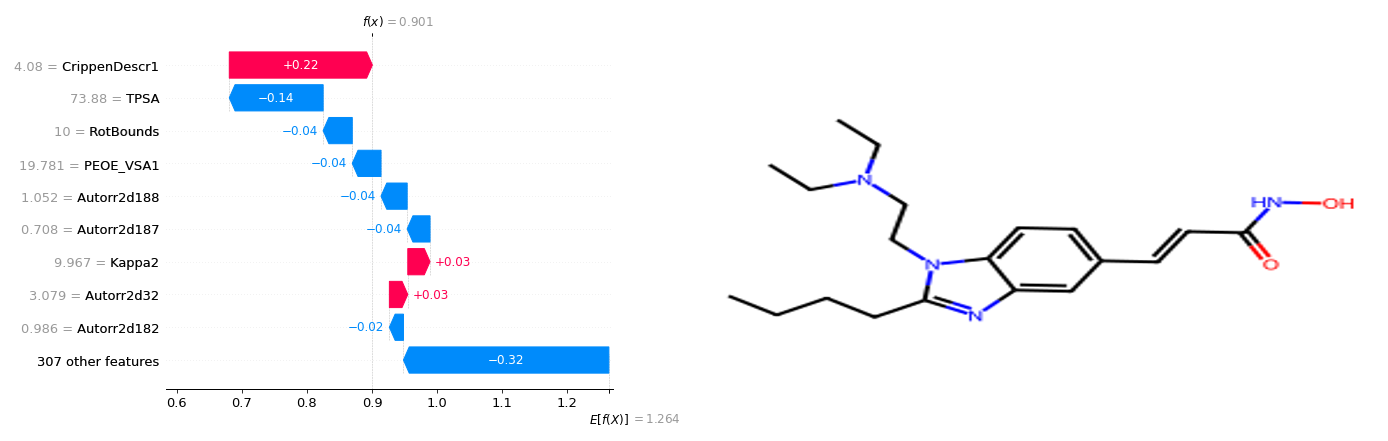 f(x) = 0.901
4.08 = CrippenDescr1
+0.22
73.88 = TPSA
−0.14
10 = RotBounds
−0.04
19.781 = PEOE_VSA1
−0.04
1.052 = Autorr2d188
−0.04
0.708 = Autorr2d187
−0.04
9.967 = Kappa2
+0.03
3.079 = Autorr2d32
+0.03
0.986 = Autorr2d182
−0.02
307 other features
−0.32
0.6 0.7 0.8 0.9 1.0 1.1 1.2
E[f(X)] = 1.264
N
HN
OH
O
N
N